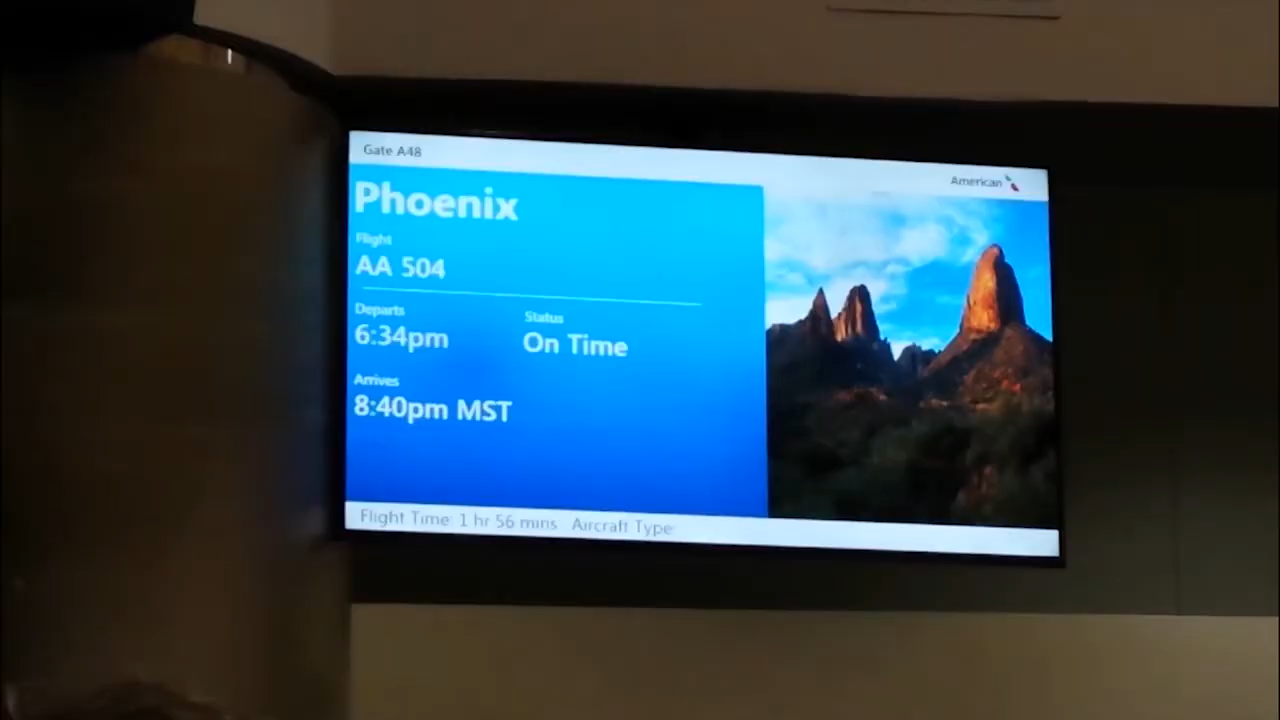 Gate A48
American
Phoenix
Flight
AA 504
Departs
6:34pm
Status
On Time
Arrives
8:40pm MST
Flight Time: 1 hr 56 mins Aircraft Type: